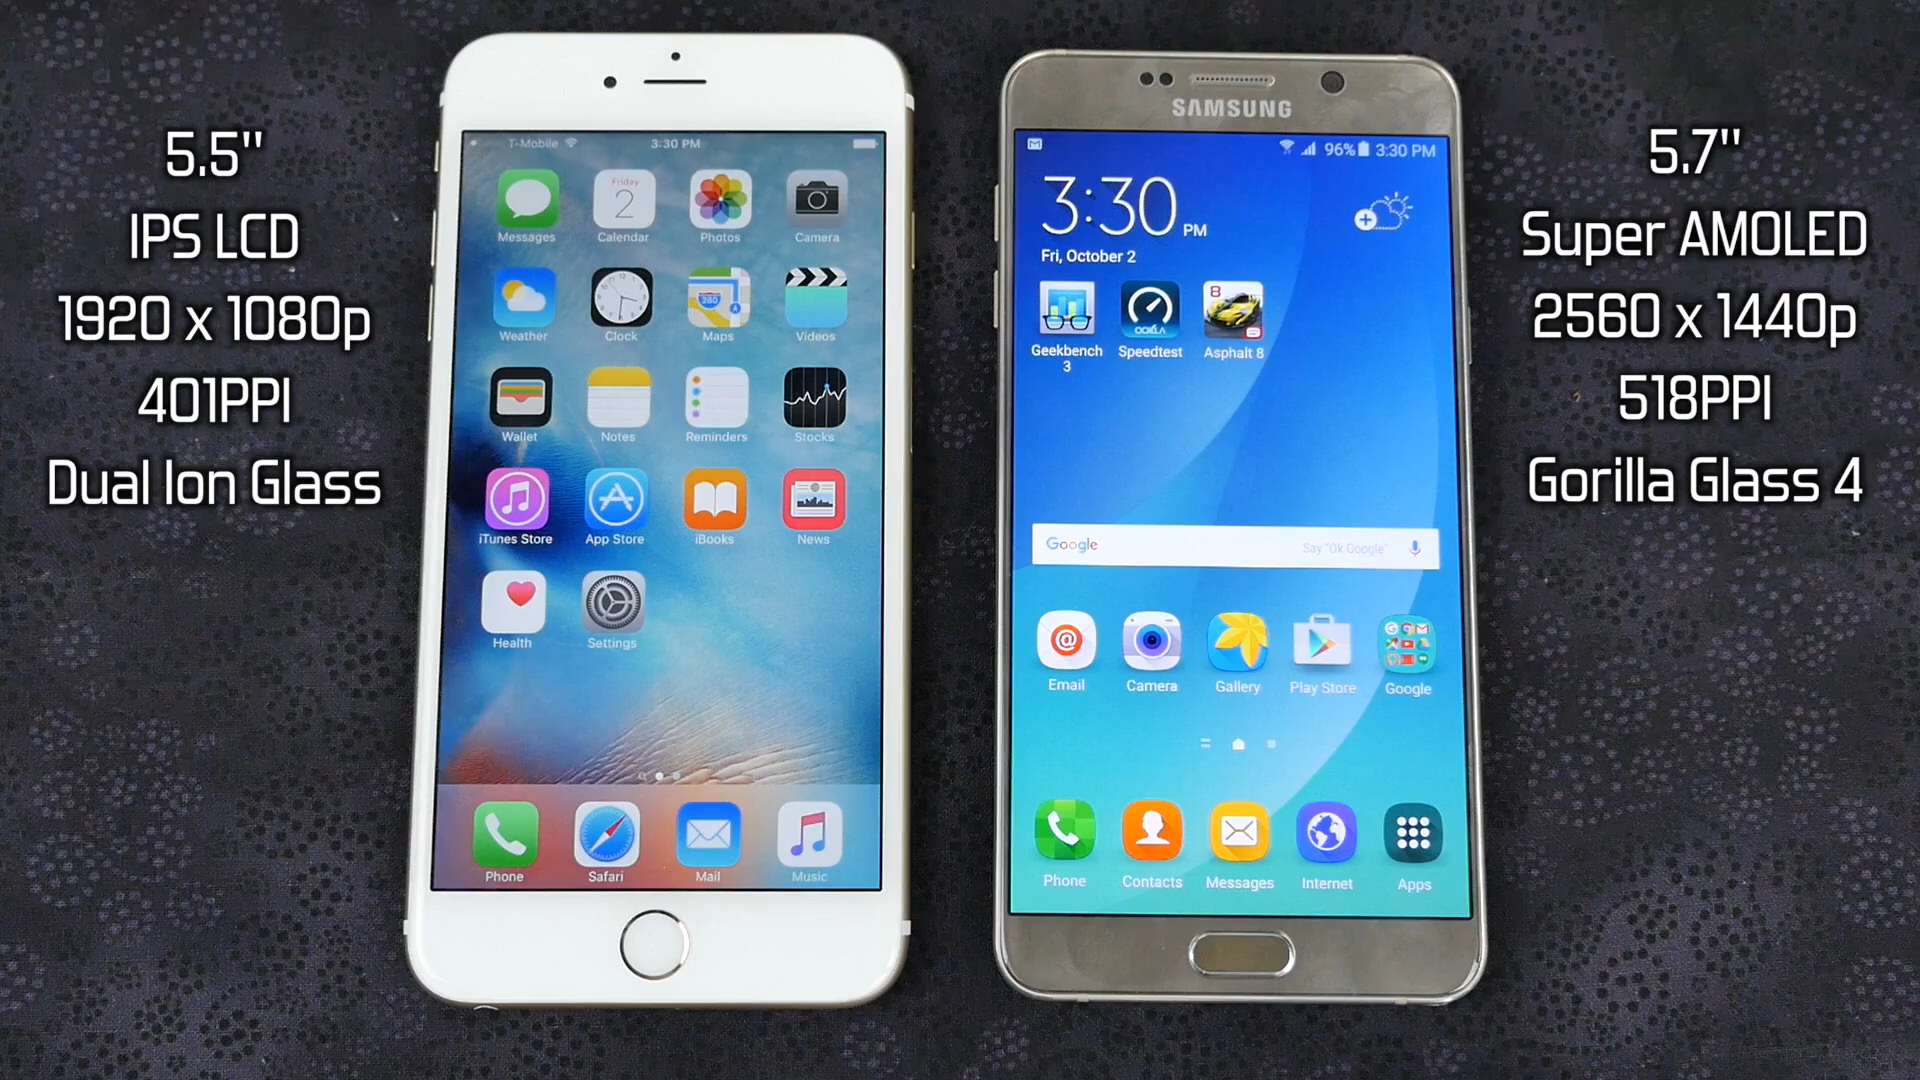 5.5"
IPS LCD
1920 x 1080p
401PPI
Dual Ion Glass
T-Mobile 3:30 PM
Messages
Friday
2
Calendar
Photos
Camera
Weather
Clock
280
Maps
Videos
Wallet
Notes
Reminders
Stocks
iTunes Store
App Store
iBooks
News
Health
Settings
Phone
Safari
Mail
Music
SAMSUNG
96% 3:30 PM
3:30 PM
Fri, October 2
OOKLA
8
Geekbench
3
Speedtest
Asphalt 8
Google
Say "Ok Google"
@
Email
Camera
Gallery
Play Store
Google
Phone
Contacts
Messages
Internet
Apps
5.7"
Super AMOLED
2560 x 1440p
518PPI
Gorilla Glass 4